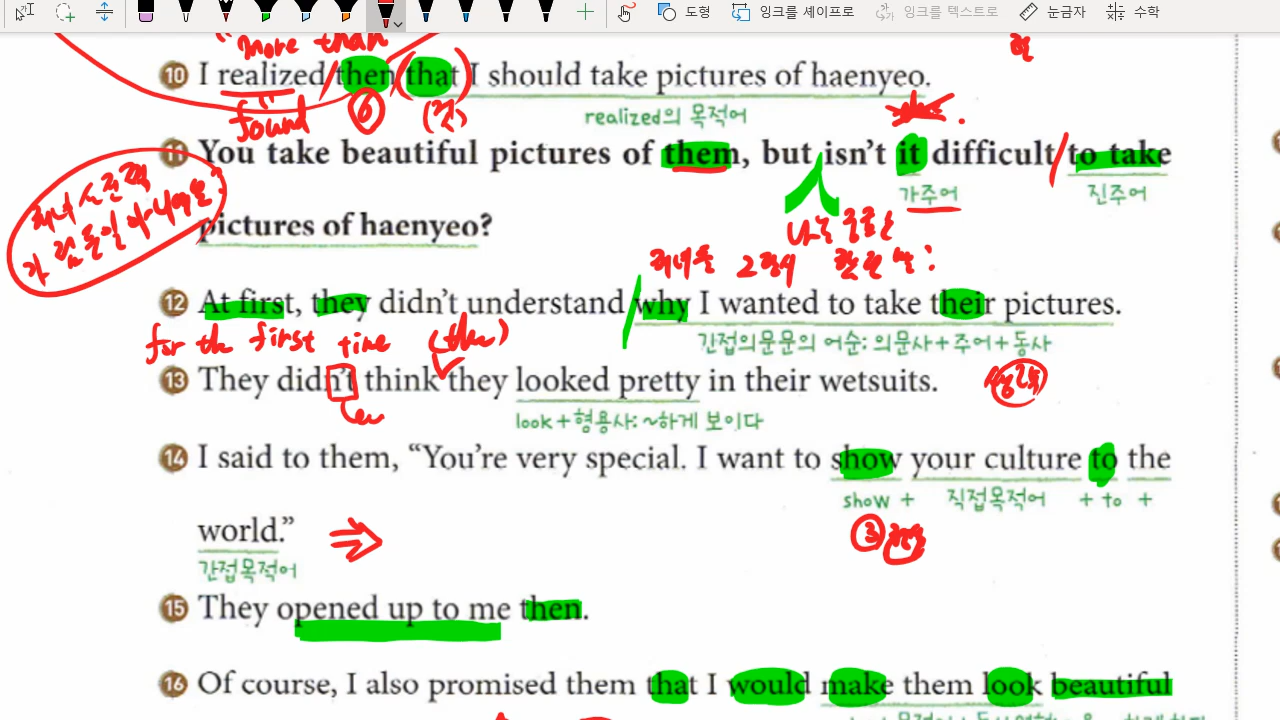 도형 잉크를 셰이프로 잉크를 텍스트로 눈금자 수학
more than
10 I realized then that I should take pictures of haenyeo.
realized의 목적어
found 6 (것)
11 You take beautiful pictures of them, but isn't it difficult to take
가주어 진주어
pictures of haenyeo?
12 At first, they didn't understand why I wanted to take their pictures.
for the first time 간접의문문의 어순: 의문사+주어+동사
13 They didn't think they looked pretty in their wetsuits.
look+형용사: ~하게 보이다
14 I said to them, "You're very special. I want to show your culture to the
show + 직접목적어 + to +
world."
3
간접목적어
15 They opened up to me then.
16 Of course, I also promised them that I would make them look beautiful